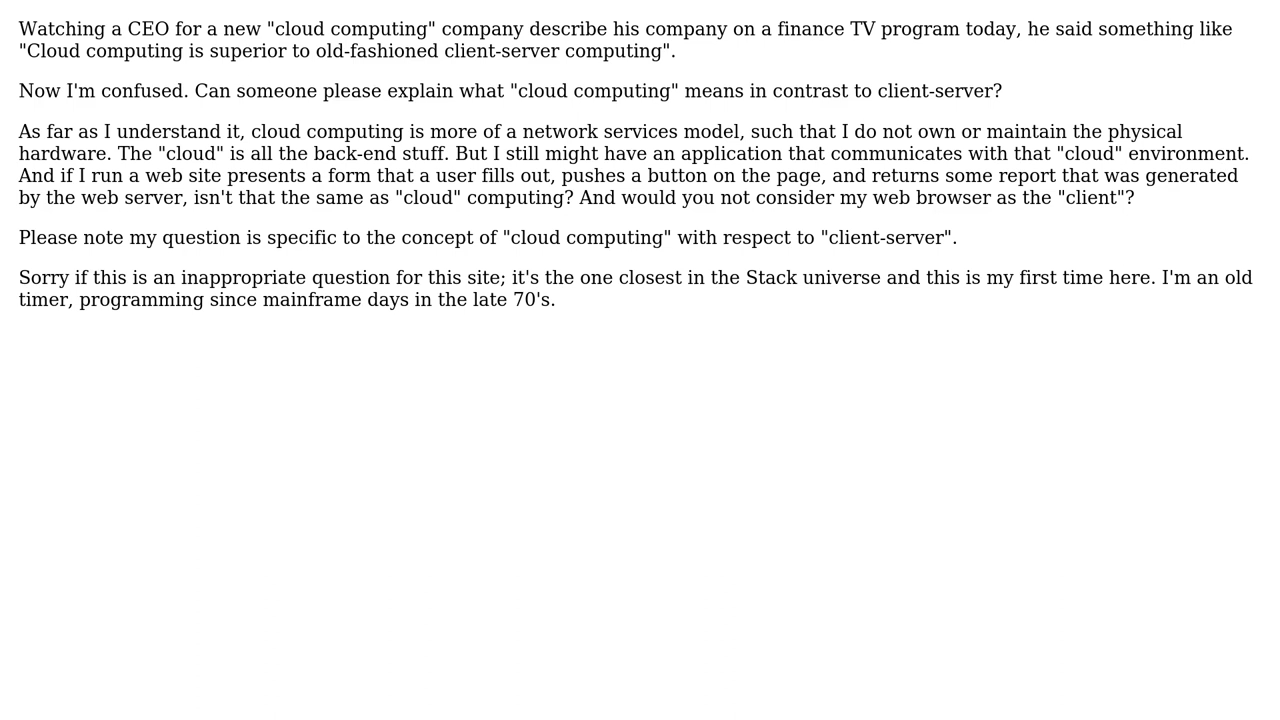 Watching a CEO for a new "cloud computing" company describe his company on a finance TV program today, he said something like
"Cloud computing is superior to old-fashioned client-server computing".
Now I'm confused. Can someone please explain what "cloud computing" means in contrast to client-server?
As far as I understand it, cloud computing is more of a network services model, such that I do not own or maintain the physical
hardware. The "cloud" is all the back-end stuff. But I still might have an application that communicates with that "cloud" environment.
And if I run a web site presents a form that a user fills out, pushes a button on the page, and returns some report that was generated
by the web server, isn't that the same as "cloud" computing? And would you not consider my web browser as the "client"?
Please note my question is specific to the concept of "cloud computing" with respect to "client-server".
Sorry if this is an inappropriate question for this site; it's the one closest in the Stack universe and this is my first time here. I'm an old
timer, programming since mainframe days in the late 70's.